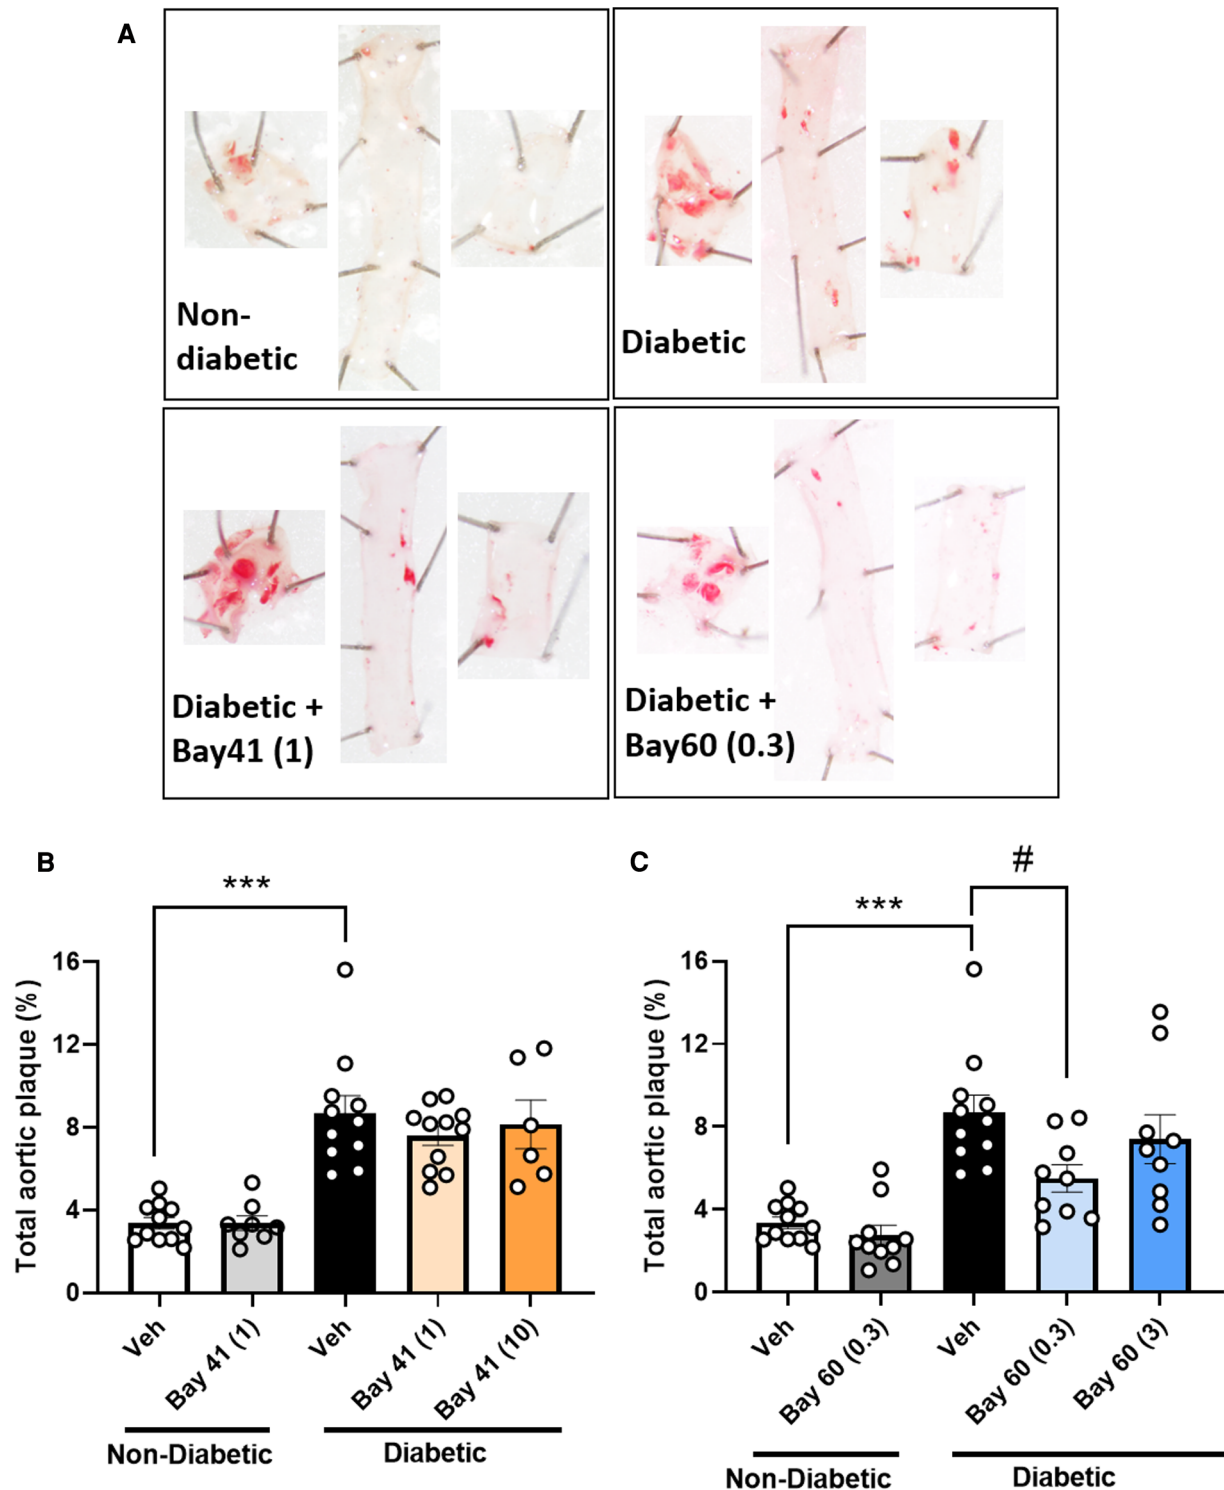 A
Non-
diabetic
Diabetic
Diabetic +
Bay41 (1)
Diabetic +
Bay60 (0.3)
B
***
Total aortic plaque (%)
16
12
8
4
0
Veh
Bay 41 (1)
Veh
Bay 41 (1)
Bay 41 (10)
Non-Diabetic
Diabetic
C
***
#
Total aortic plaque (%)
16
12
8
4
0
Veh
Bay 60 (0.3)
Veh
Bay 60 (0.3)
Bay 60 (3)
Non-Diabetic
Diabetic